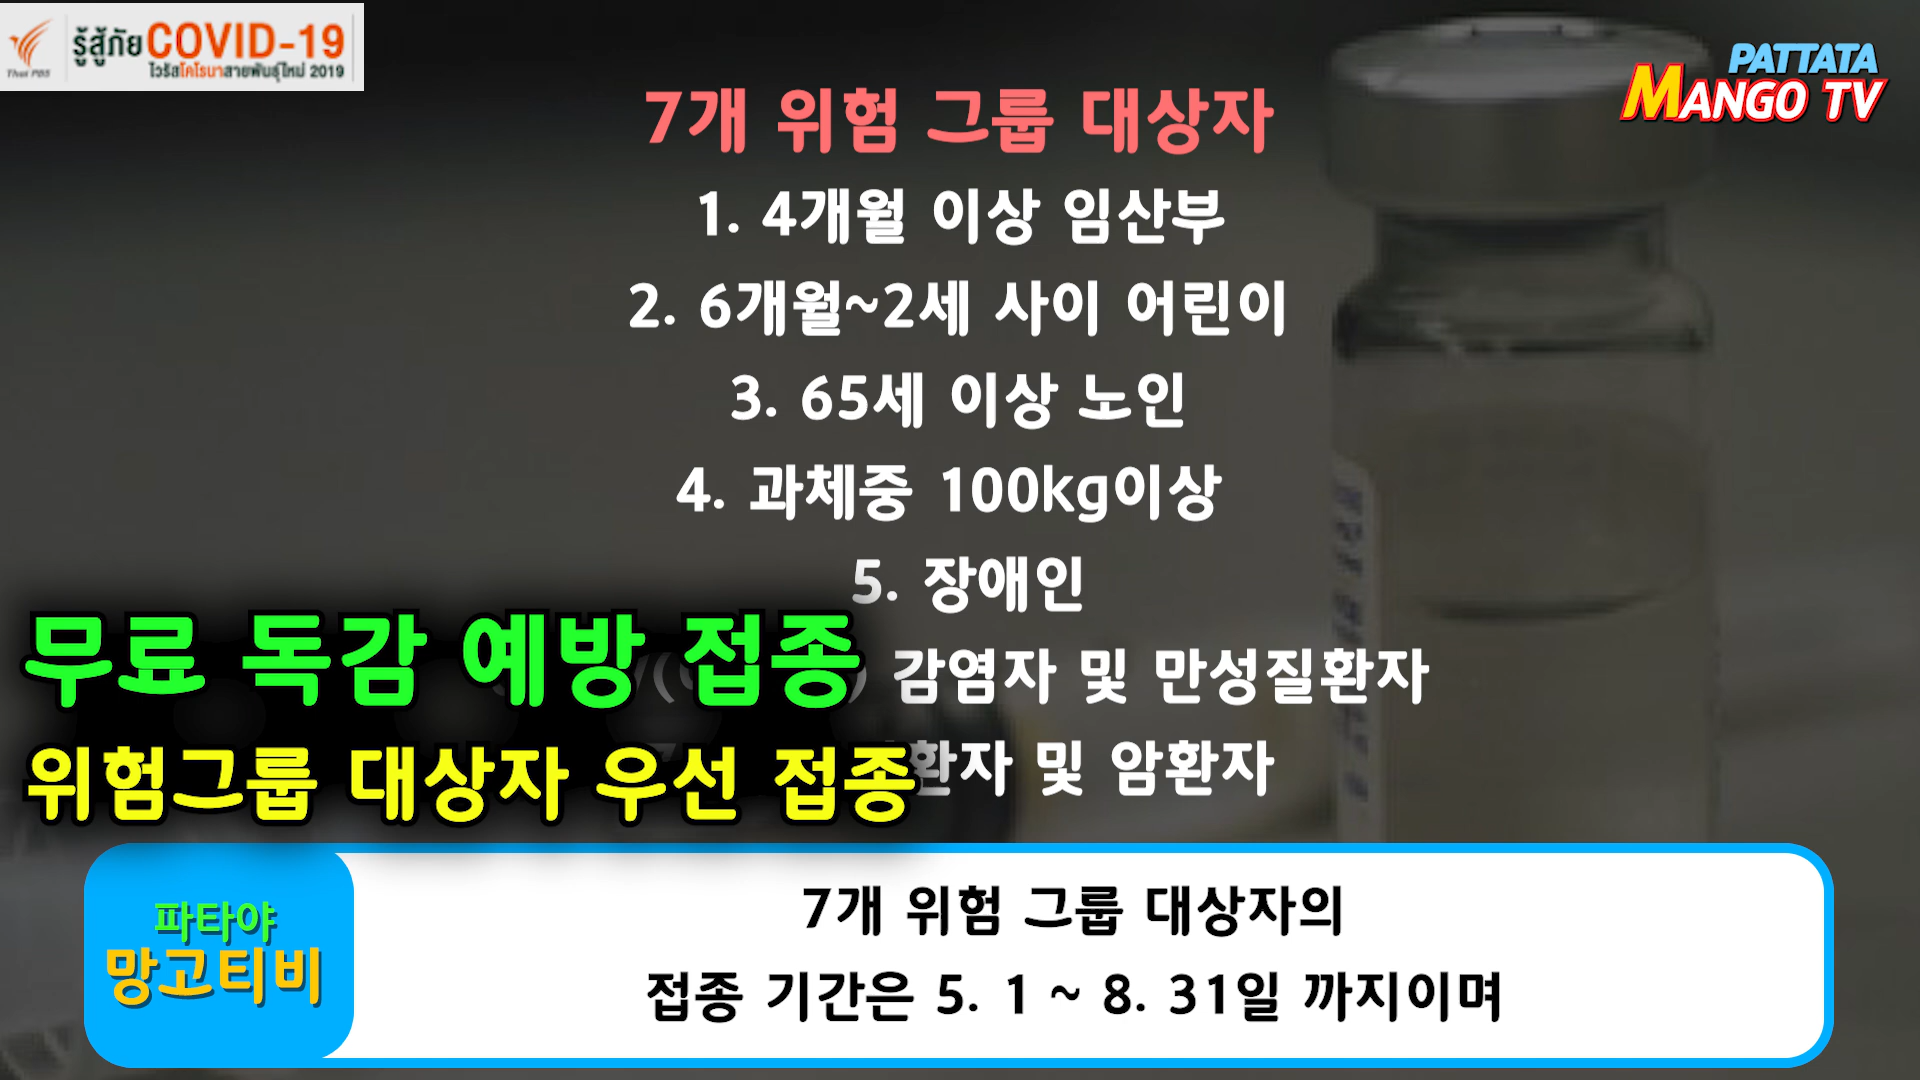 Thai PBS
รู้สู้ภัย COVID-19
ไวรัสโคโรนาสายพันธุ์ใหม่ 2019
PATTATA
MANGO TV
7개 위험 그룹 대상자
1. 4개월 이상 임산부
2. 6개월~2세 사이 어린이
3. 65세 이상 노인
4. 과체중 100kg이상
5. 장애인
감염자 및 만성질환자
환자 및 암환자
무료 독감 예방 접종
위험그룹 대상자 우선 접종
파타야
망고티비
7개 위험 그룹 대상자의
접종 기간은 5. 1 ~ 8. 31일 까지이며